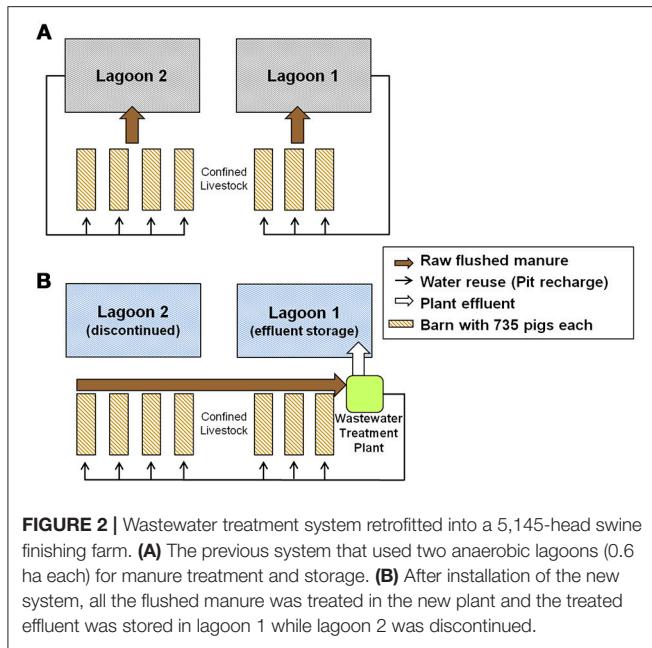 A
Lagoon 2
Lagoon 1
Confined
Livestock
Raw flushed manure
Water reuse (Pit recharge)
Plant effluent
Barn with 735 pigs each
B
Lagoon 2
(discontinued)
Lagoon 1
(effluent storage)
Confined
Livestock
Wastewater
Treatment
Plant
FIGURE 2 | Wastewater treatment system retrofitted into a 5,145-head swine
finishing farm. (A) The previous system that used two anaerobic lagoons (0.6
ha each) for manure treatment and storage. (B) After installation of the new
system, all the flushed manure was treated in the new plant and the treated
effluent was stored in lagoon 1 while lagoon 2 was discontinued.